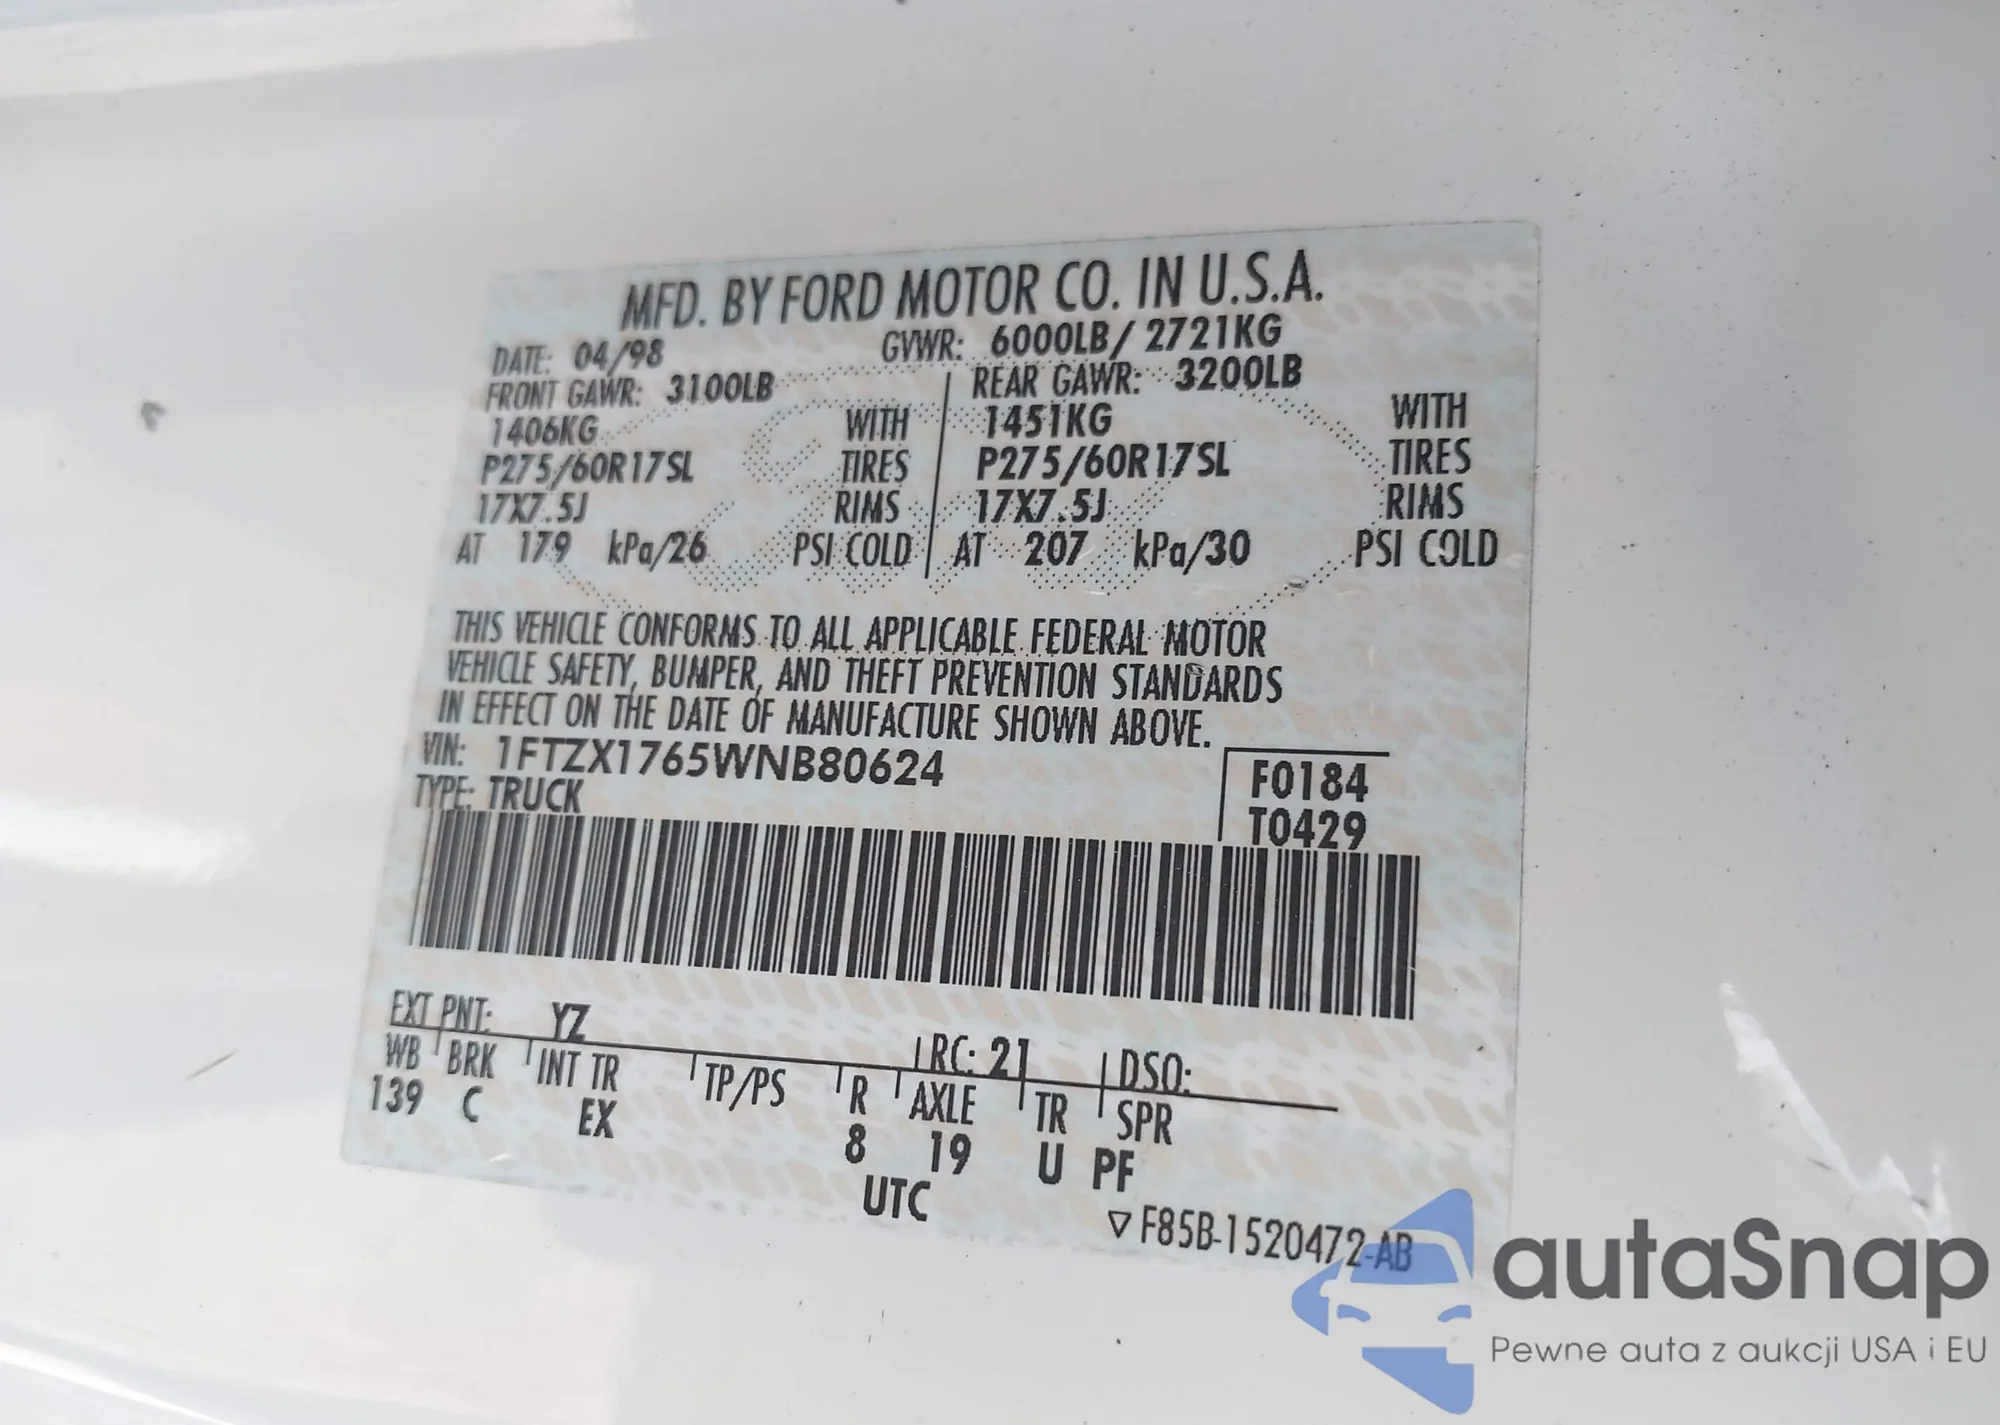 MFD. BY FORD MOTOR CO. IN U.S.A.
DATE: 04/98 GVWR: 6000LB/ 2721KG
FRONT GAWR: 3100LB REAR GAWR: 3200LB
1406KG WITH 1451KG WITH
P275/60R17SL TIRES P275/60R17SL TIRES
17X7.5J RIMS 17X7.5J RIMS
AT 179 kPa/26 PSI COLD AT 207 kPa/30 PSI COLD
THIS VEHICLE CONFORMS TO ALL APPLICABLE FEDERAL MOTOR
VEHICLE SAFETY, BUMPER, AND THEFT PREVENTION STANDARDS
IN EFFECT ON THE DATE OF MANUFACTURE SHOWN ABOVE.
VIN: 1FTZX1765WNB80624 F0184
TYPE: TRUCK T0429
EXT PNT: YZ RC: 21 DSO:
WB BRK INT TR TP/PS R AXLE TR SPR
139 C EX 8 19 U PF
UTC
▽ F85B-1520472-AB
autaSnap
Pewne auta z aukcji USA i EU